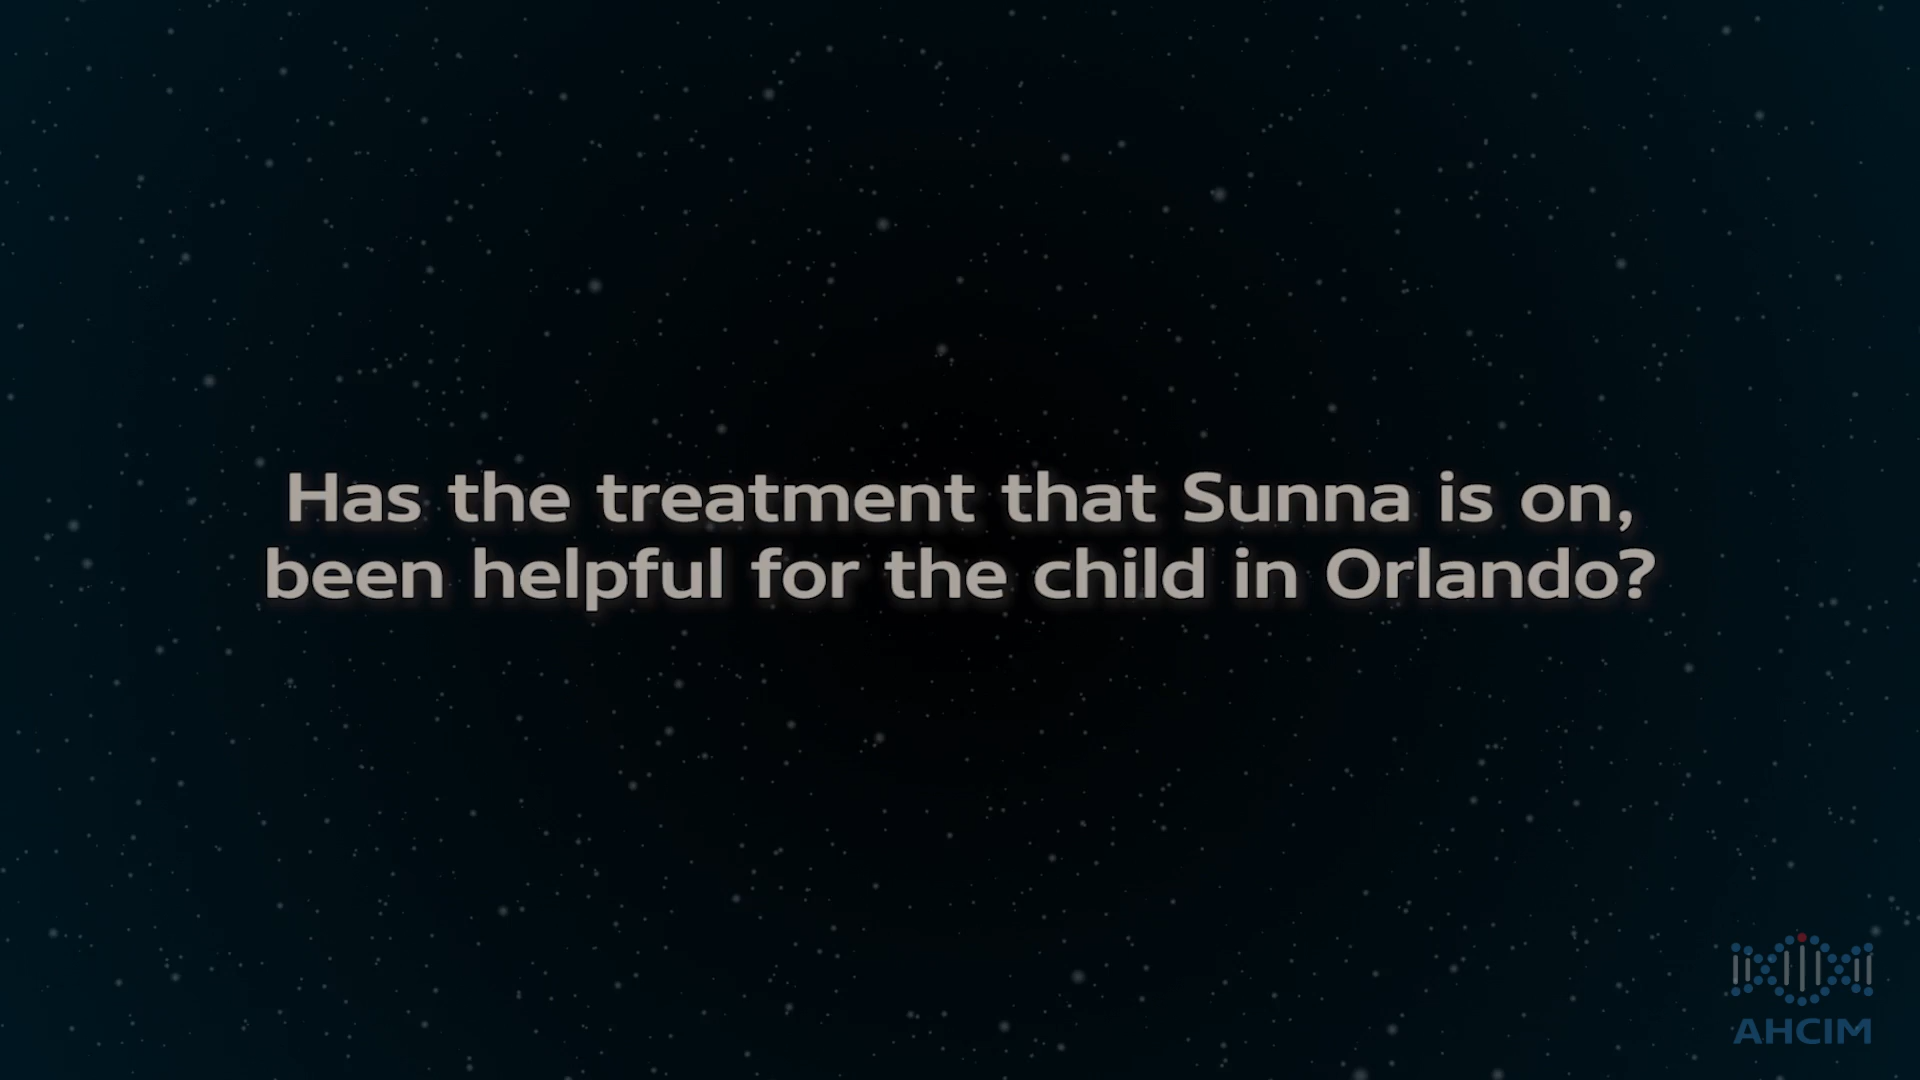 Has the treatment that Sunna is on,
been helpful for the child in Orlando?
AHCIM